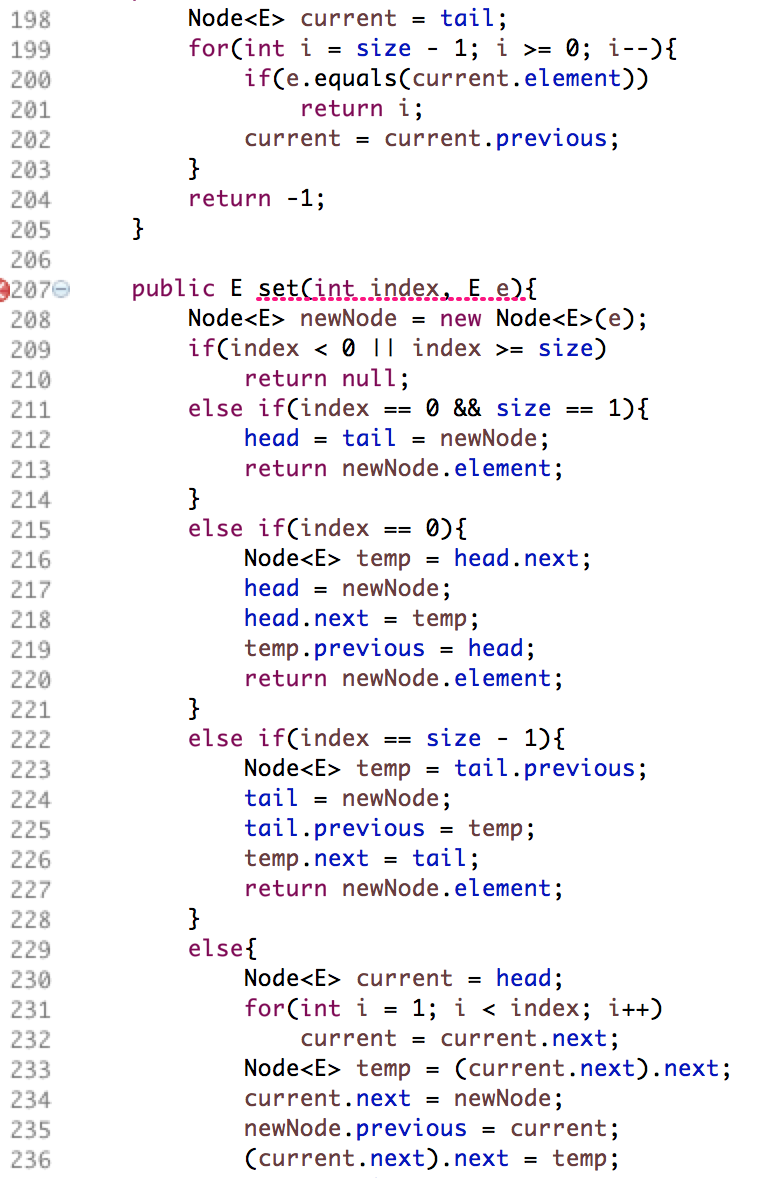 198 Node<E> current = tail;
199 for(int i = size - 1; i >= 0; i--){
200 if(e.equals(current.element))
201 return i;
202 current = current.previous;
203 }
204 return -1;
205 }
206
207 public E set(int index, E e){
208 Node<E> newNode = new Node<E>(e);
209 if(index < 0 || index >= size)
210 return null;
211 else if(index == 0 && size == 1){
212 head = tail = newNode;
213 return newNode.element;
214 }
215 else if(index == 0){
216 Node<E> temp = head.next;
217 head = newNode;
218 head.next = temp;
219 temp.previous = head;
220 return newNode.element;
221 }
222 else if(index == size - 1){
223 Node<E> temp = tail.previous;
224 tail = newNode;
225 tail.previous = temp;
226 temp.next = tail;
227 return newNode.element;
228 }
229 else{
230 Node<E> current = head;
231 for(int i = 1; i < index; i++)
232 current = current.next;
233 Node<E> temp = (current.next).next;
234 current.next = newNode;
235 newNode.previous = current;
236 (current.next).next = temp;